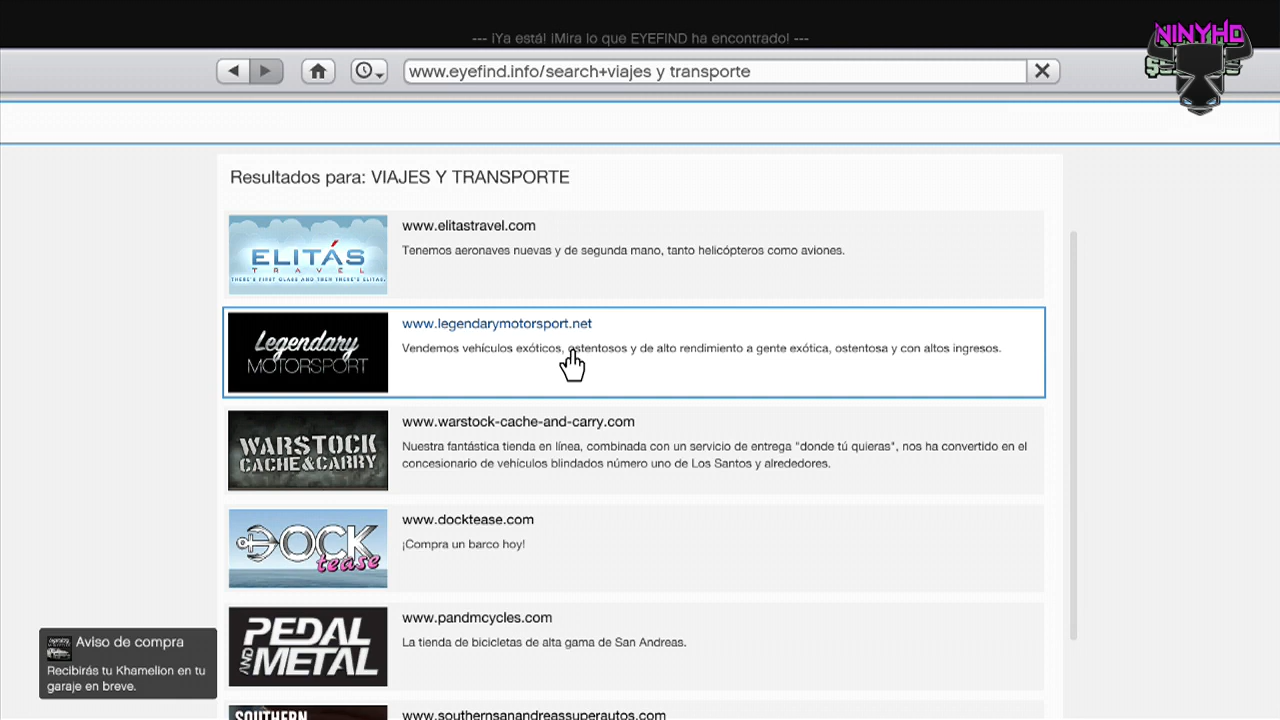 --- ¡Ya está! ¡Mira lo que EYEFIND ha encontrado! ---
NINYHD
www.eyefind.info/search+viajes y transporte
Resultados para: VIAJES Y TRANSPORTE
ELITÁS
TRAVEL
THERE'S FIRST CLASS AND THEN THERE'S ELITAS.
www.elitastravel.com
Tenemos aeronaves nuevas y de segunda mano, tanto helicópteros como aviones.
Legendary
MOTORSPORT
www.legendarymotorsport.net
Vendemos vehículos exóticos, ostentosos y de alto rendimiento a gente exótica, ostentosa y con altos ingresos.
WARSTOCK
CACHE&CARRY
www.warstock-cache-and-carry.com
Nuestra fantástica tienda en línea, combinada con un servicio de entrega "donde tú quieras", nos ha convertido en el
concesionario de vehículos blindados número uno de Los Santos y alrededores.
DOCK
tease
www.docktease.com
¡Compra un barco hoy!
PEDAL
AND METAL
www.pandmcycles.com
La tienda de bicicletas de alta gama de San Andreas.
Aviso de compra
Recibirás tu Khamelion en tu
garaje en breve.
SOUTHERN
www.southernsanandreassuperautos.com